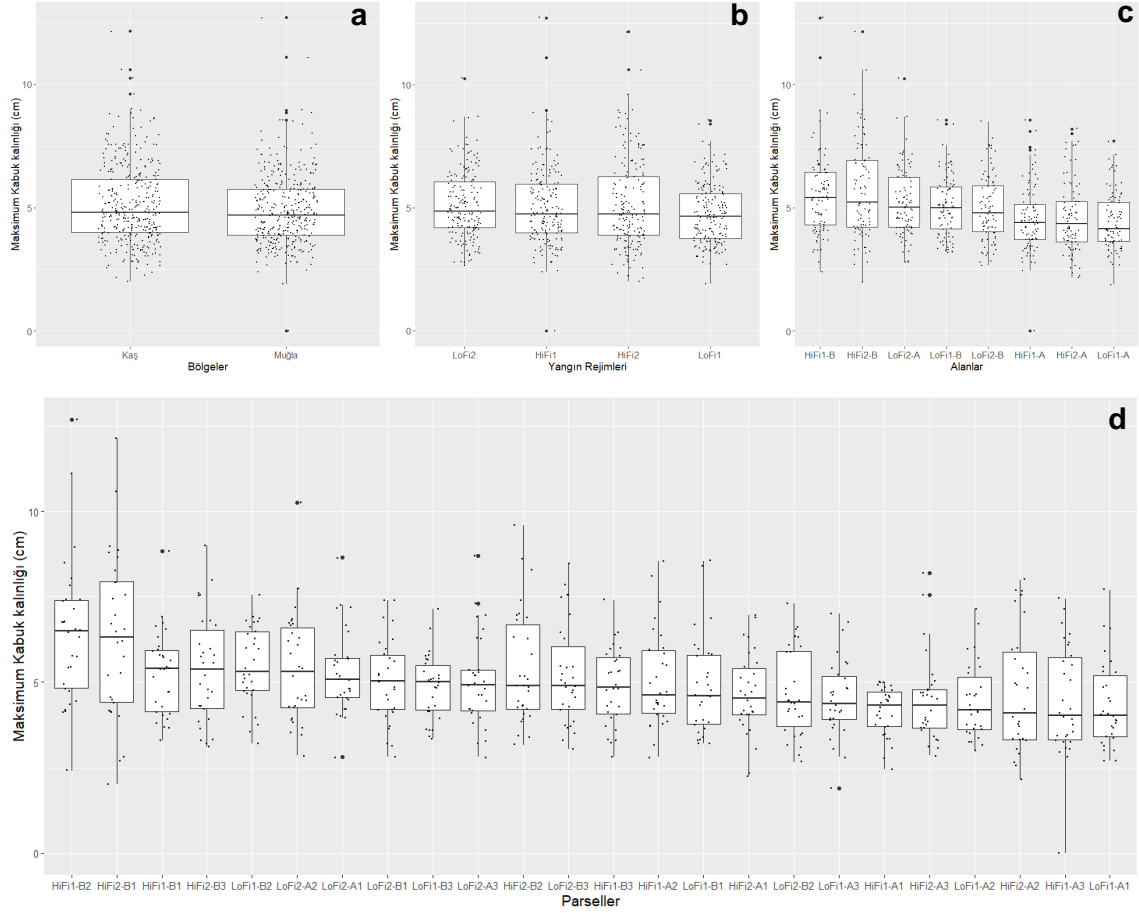 a
Maksimum Kabuk kalınlığı (cm)
10
5
0
Kaş Muğla
Bölgeler
b
Maksimum Kabuk kalınlığı (cm)
10
5
0
LoFi2 HiFi1 HiFi2 LoFi1
Yangın Rejimleri
c
Maksimum Kabuk kalınlığı (cm)
10
5
0
HiFi1-B HiFi2-B LoFi2-A LoFi1-B LoFi2-B HiFi1-A HiFi2-A LoFi1-A
Alanlar
d
Maksimum Kabuk kalınlığı (cm)
10
5
0
HiFi1-B2 HiFi2-B1 HiFi1-B1 HiFi2-B3 LoFi1-B2 LoFi2-A2 LoFi2-A1 LoFi2-B1 LoFi1-B3 LoFi2-A3 HiFi2-B2 LoFi2-B3 HiFi1-B3 HiFi1-A2 LoFi1-B1 HiFi2-A1 LoFi2-B2 LoFi1-A3 HiFi1-A1 HiFi2-A3 LoFi1-A2 HiFi2-A2 HiFi1-A3 LoFi1-A1
Parseller